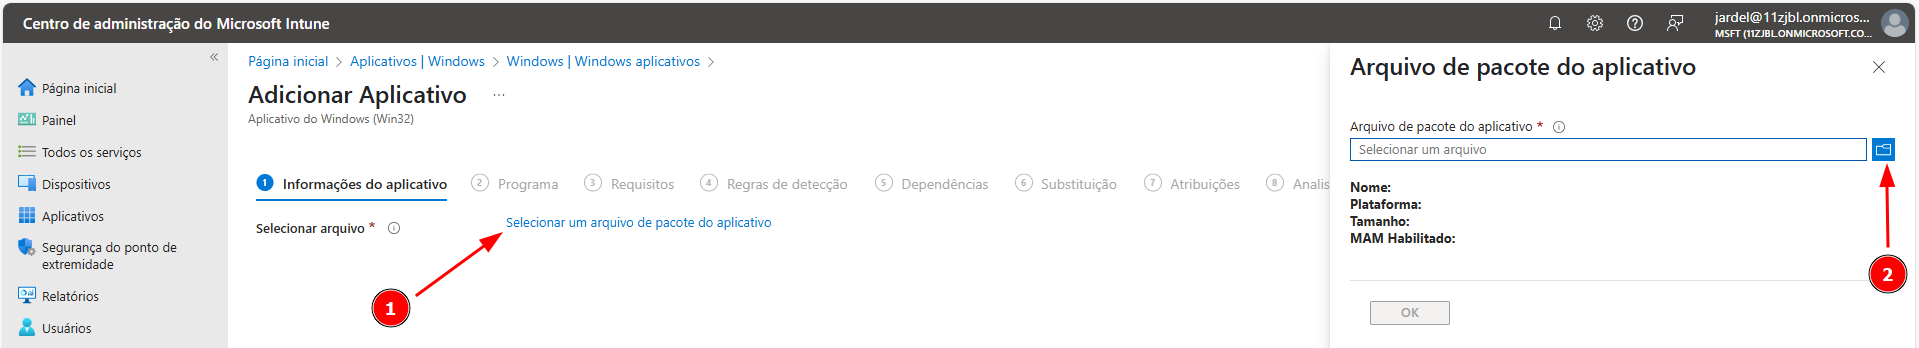 Centro de administração do Microsoft Intune
jardel@11zjbl.onmicros...
MSFT (11ZJBL.ONMICROSOFT.CO...
«
Página inicial
Painel
Todos os serviços
Dispositivos
Aplicativos
Segurança do ponto de
extremidade
Relatórios
Usuários
Página inicial > Aplicativos | Windows > Windows | Windows aplicativos >
Adicionar Aplicativo ...
Aplicativo do Windows (Win32)
1 Informações do aplicativo 2 Programa 3 Requisitos 4 Regras de detecção 5 Dependências 6 Substituição 7 Atribuições 8 Analis
Selecionar arquivo * Selecionar um arquivo de pacote do aplicativo
1
Arquivo de pacote do aplicativo
Arquivo de pacote do aplicativo *
Selecionar um arquivo
Nome:
Plataforma:
Tamanho:
MAM Habilitado:
2
OK